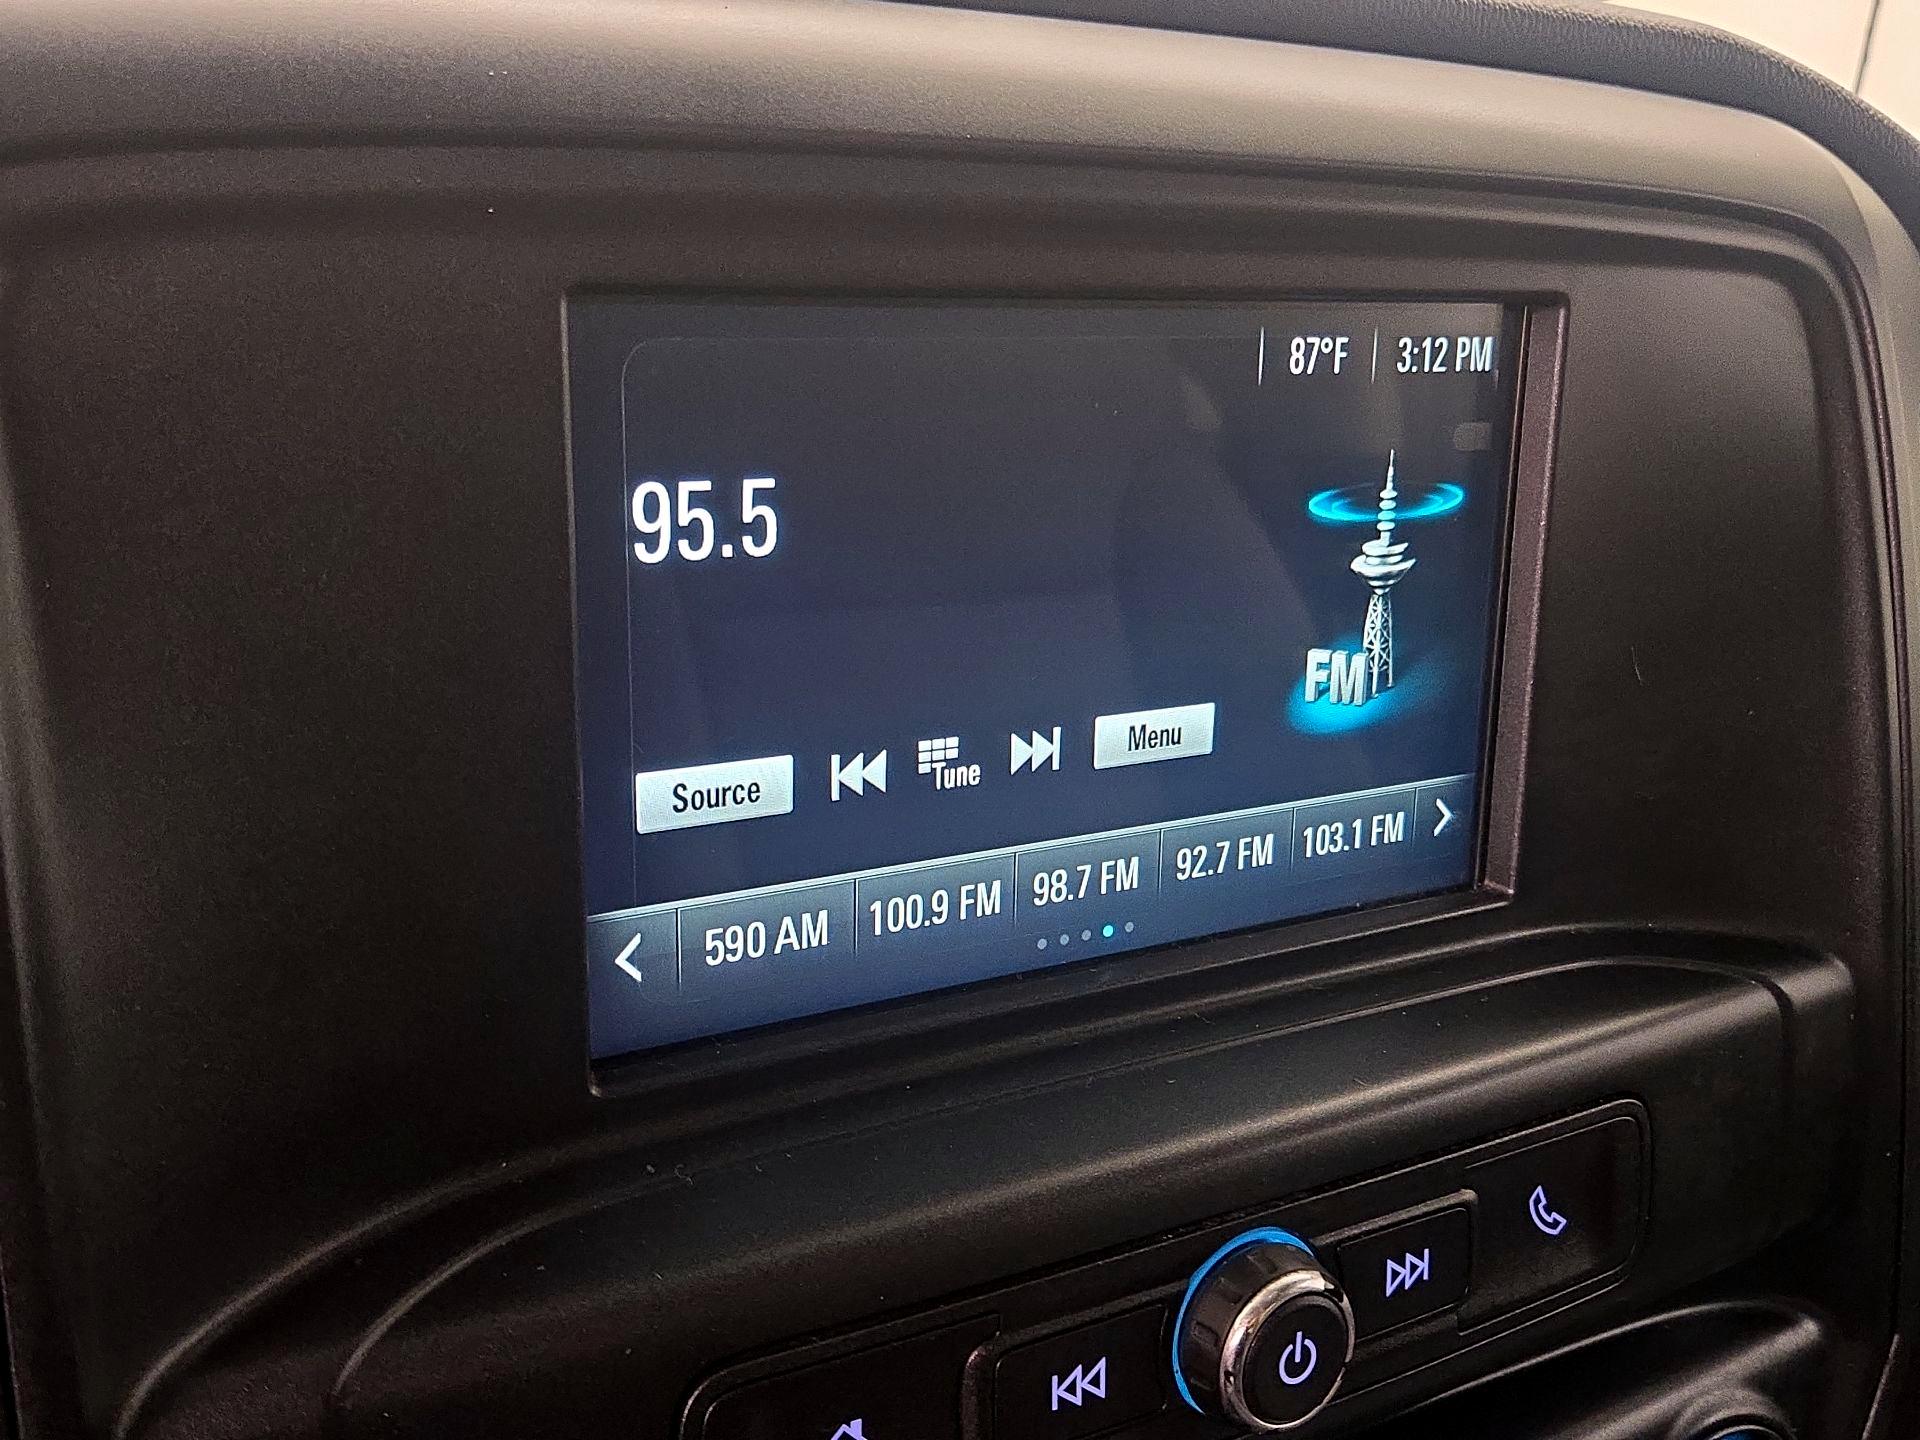 87°F 3:12 PM
95.5
FM
Source Tune Menu
590 AM 100.9 FM 98.7 FM 92.7 FM 103.1 FM